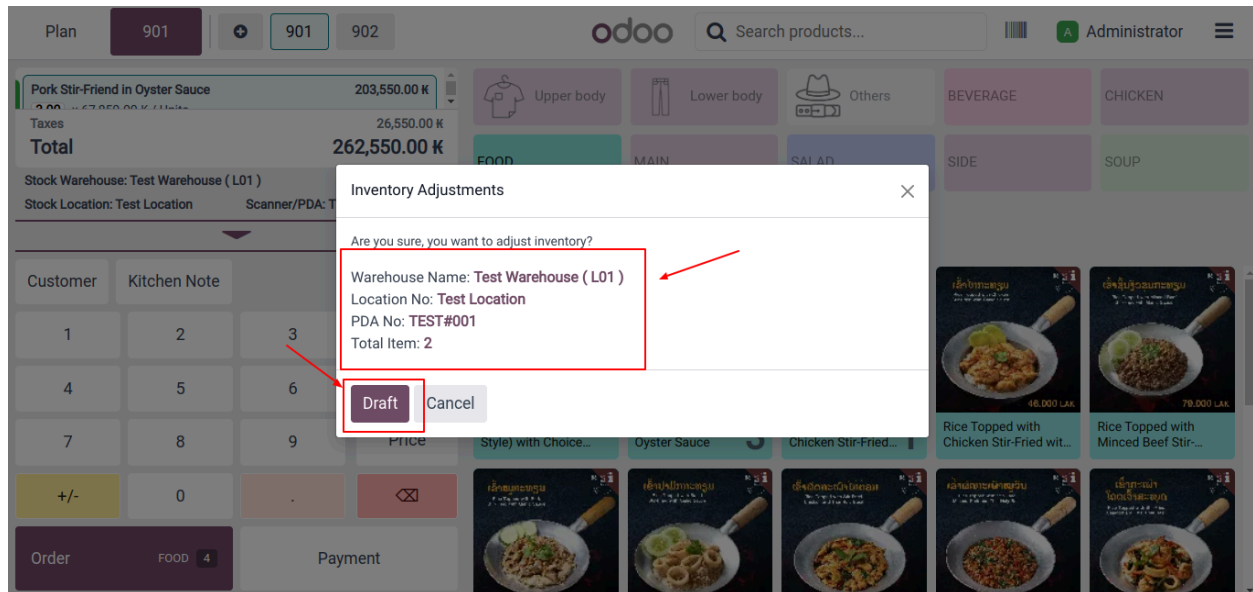 Plan
901
901
902
odoo
Search products...
A
Administrator
Pork Stir-Friend in Oyster Sauce
203,550.00 ₭
Taxes
26,550.00 ₭
Total
262,550.00 ₭
Stock Warehouse: Test Warehouse ( L01 )
Stock Location: Test Location
Scanner/PDA: T
Upper body
Lower body
Others
BEVERAGE
CHICKEN
FOOD
MAIN
SALAD
SIDE
SOUP
Inventory Adjustments
Are you sure, you want to adjust inventory?
Warehouse Name: Test Warehouse ( L01 )
Location No: Test Location
PDA No: TEST#001
Total Item: 2
Draft
Cancel
Customer
Kitchen Note
1
2
3
4
5
6
7
8
9
Price
+/-
0
.
Order
FOOD 4
Payment
46.000 LAK
79.000 LAK
Style) with Choice...
Oyster Sauce
Chicken Stir-Fried...
Rice Topped with
Chicken Stir-Fried wit...
Rice Topped with
Minced Beef Stir-...